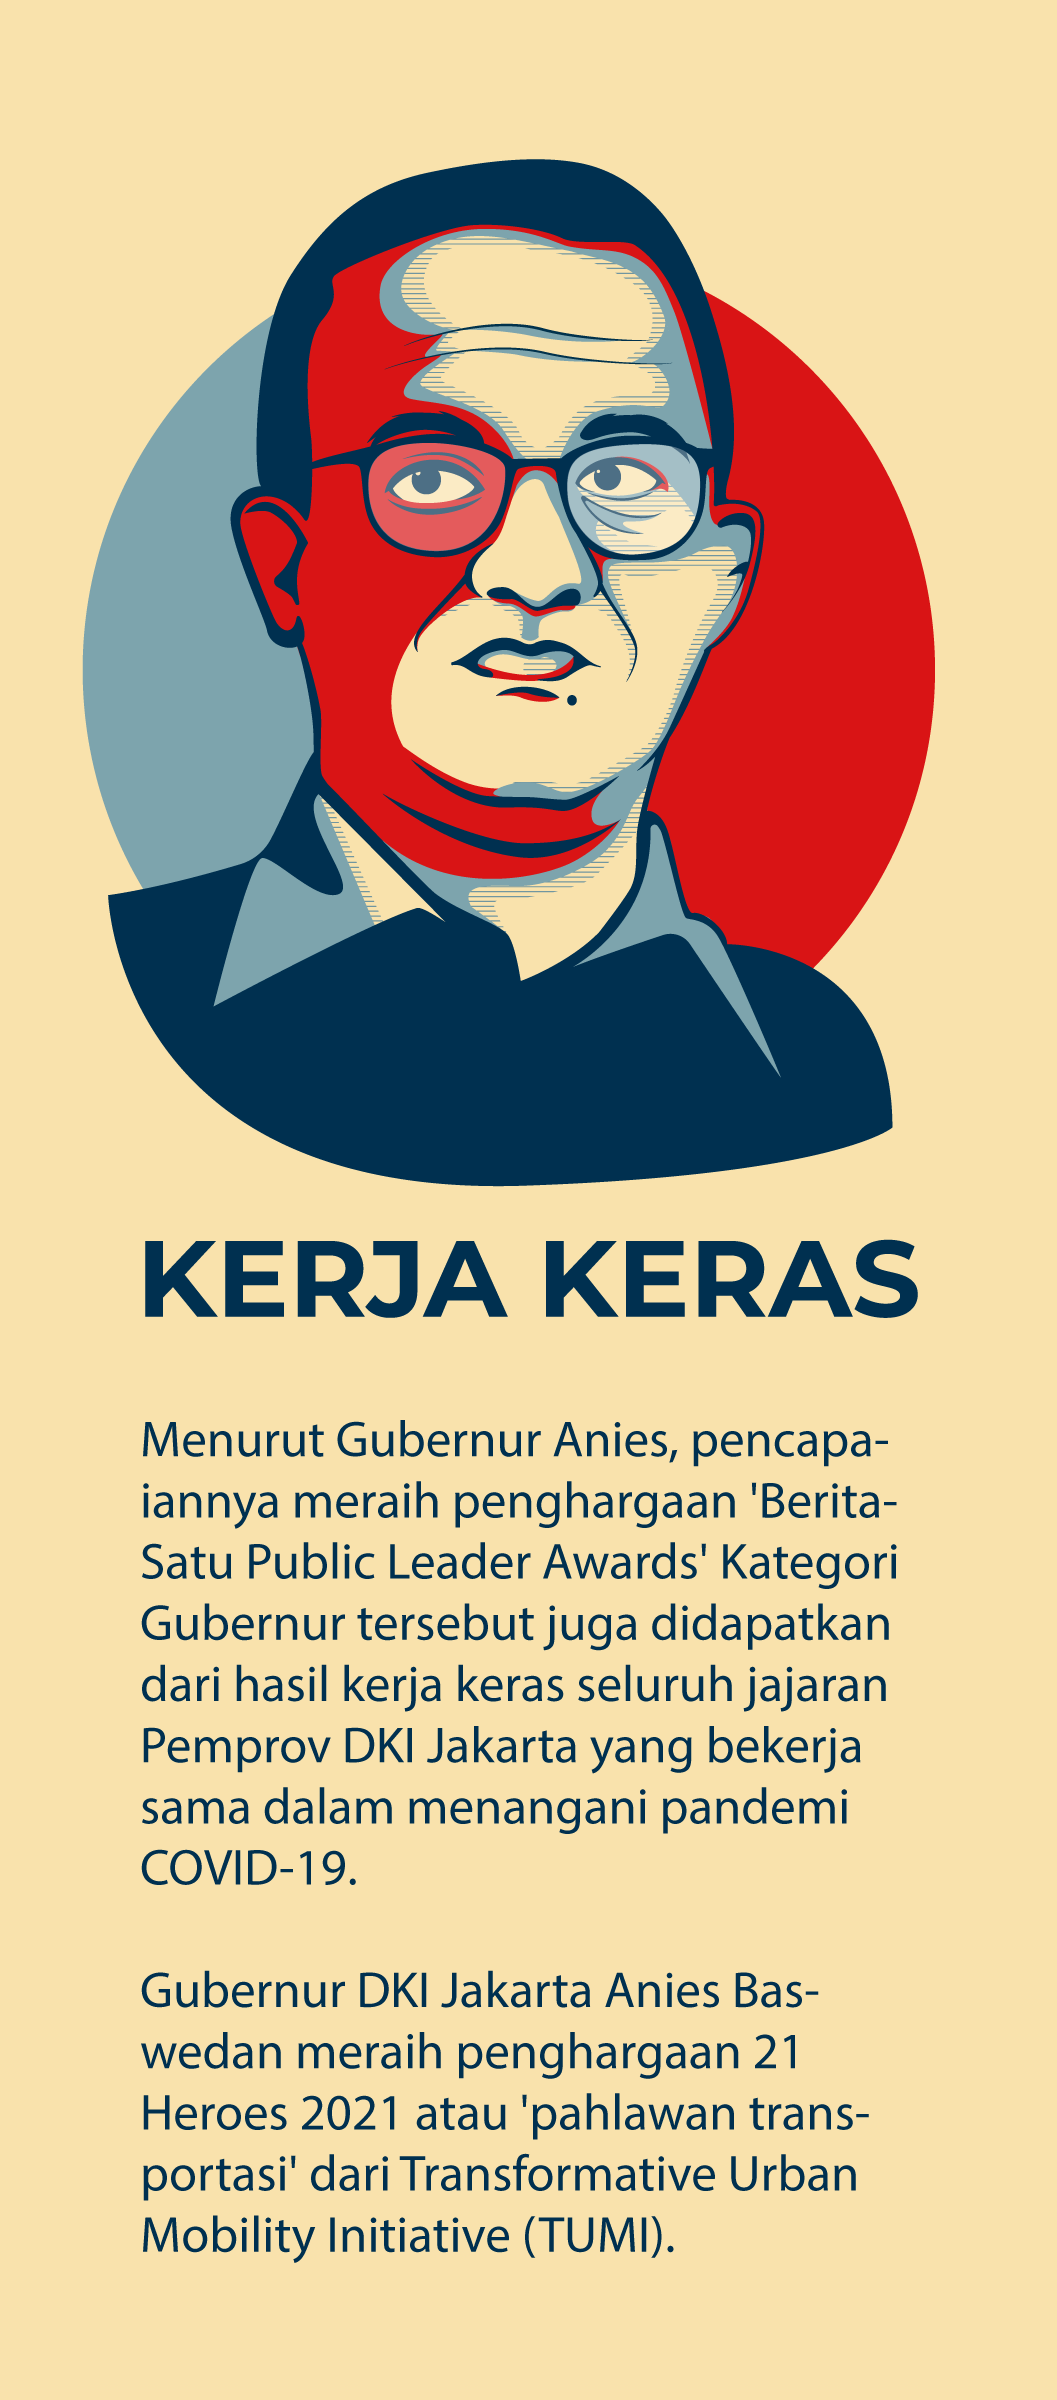 KERJA KERAS
Menurut Gubernur Anies, pencapa-
iannya meraih penghargaan 'Berita-
Satu Public Leader Awards' Kategori
Gubernur tersebut juga didapatkan
dari hasil kerja keras seluruh jajaran
Pemprov DKI Jakarta yang bekerja
sama dalam menangani pandemi
COVID-19.
Gubernur DKI Jakarta Anies Bas-
wedan meraih penghargaan 21
Heroes 2021 atau 'pahlawan trans-
portasi' dari Transformative Urban
Mobility Initiative (TUMI).